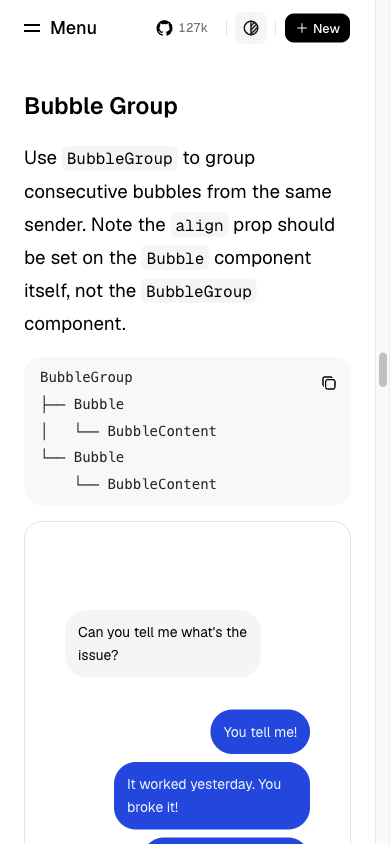 Menu 127k + New
Bubble Group
Use BubbleGroup to group
consecutive bubbles from the same
sender. Note the align prop should
be set on the Bubble component
itself, not the BubbleGroup
component.
BubbleGroup
├── Bubble
│   └── BubbleContent
└── Bubble
    └── BubbleContent
Can you tell me what's the
issue?
You tell me!
It worked yesterday. You
broke it!